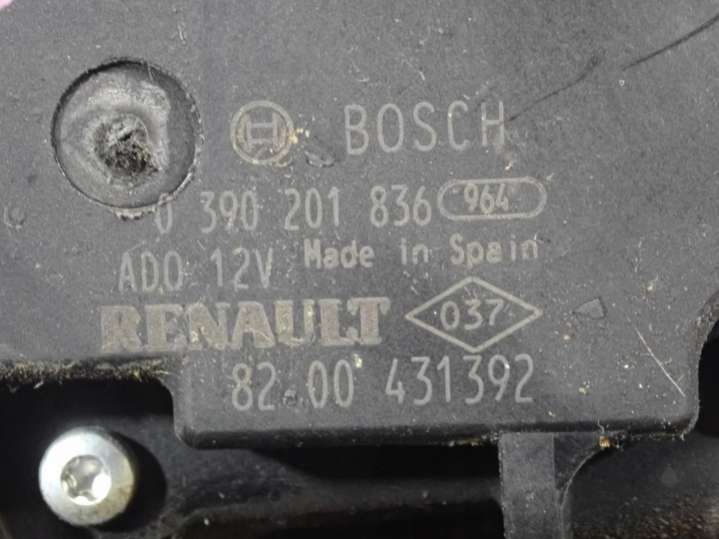 BOSCH
0 390 201 836 964
ADO 12V Made in Spain
RENAULT 037
82 00 431392